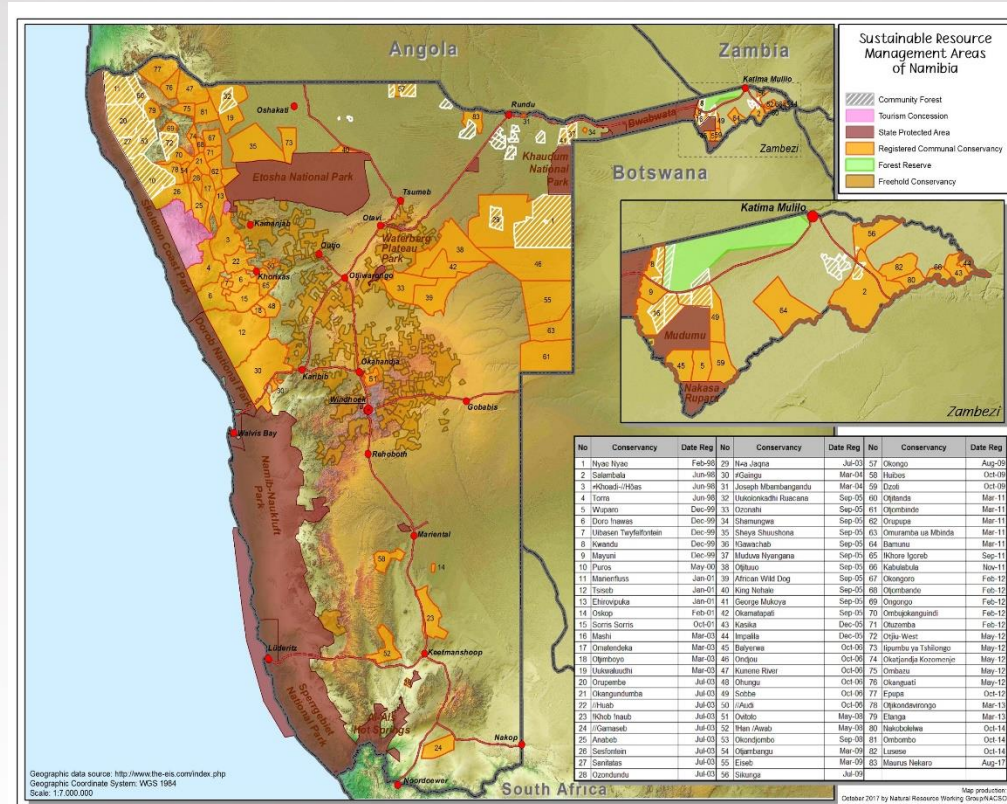 Sustainable Resource
Management Areas
of Namibia
Community Forest
Tourism Concession
State Protected Area
Registered Communal Conservancy
Forest Reserve
Freehold Conservancy
Angola
Zambia
Katima Mulilo
Oshakati
Rundu
Bwabwata
Zambezi
Botswana
Etosha National Park
Khaudum
National
Park
Tsumeb
Otavi
Kamanjab
Outjo
Waterberg
Plateau
Park
Khorixas
Otjiwarongo
Skeleton Coast Park
Dorob National Park
Okahandja
Karibib
Windhoek
Gobabis
Walvis Bay
Rehoboth
Namib-Naukluft
Park
Mariental
Lüderitz
Keetmanshoop
Sperrgebiet
National Park
Hot Springs
Nakop
Noordoewer
South Africa
Katima Mulilo
Mudumu
Nakasa
Rupara
Zambezi
No Conservancy Date Reg No Conservancy Date Reg No Conservancy Date Reg
1 Nyae Nyae Feb-98 29 N≠a Jaqna Jul-03 57 Okongo Aug-09
2 Salambala Jun-98 30 ≠Gaingu Mar-04 58 Huibes Oct-09
3 ≠Khoadi-//Hôas Jun-98 31 Joseph Mbambangandu Mar-04 59 Dzoti Oct-09
4 Torra Jun-98 32 Uukolonkadhi Ruacana Sep-05 60 Otjitanda Mar-11
5 Wuparo Dec-99 33 Ozonahi Sep-05 61 Otjombinde Mar-11
6 Doro !nawas Dec-99 34 Shamungwa Sep-05 62 Orupupa Mar-11
7 Uibasen Twyfelfontein Dec-99 35 Sheya Shuushona Sep-05 63 Omuramba ua Mbinda Mar-11
8 Kwandu Dec-99 36 !Gawachab Sep-05 64 Bamunu Mar-11
9 Mayuni Dec-99 37 Muduva Nyangana Sep-05 65 !Khore !goreb Sep-11
10 Puros May-00 38 Otjituuo Sep-05 66 Kabulabula Nov-11
11 Marienfluss Jan-01 39 African Wild Dog Sep-05 67 Okongoro Feb-12
12 Tsiseb Jan-01 40 King Nehale Sep-05 68 Otjombande Feb-12
13 Ehirovipuka Jan-01 41 George Mukoya Sep-05 69 Ongongo Feb-12
14 Oskop Feb-01 42 Okamatapati Sep-05 70 Ombujokanguindi Feb-12
15 Sorris Sorris Oct-01 43 Kasika Dec-05 71 Otuzemba Feb-12
16 Mashi Mar-03 44 Impalila Dec-05 72 Otjiu-West May-12
17 Omatendeka Mar-03 45 Balyerwa Oct-06 73 Iipumbu ya Tshilongo May-12
18 Otjimboyo Mar-03 46 Ondjou Oct-06 74 Okatjandja Kozomenje May-12
19 Uukwaluudhi Mar-03 47 Kunene River Oct-06 75 Ombazu May-12
20 Orupembe Jul-03 48 Ohungu Oct-06 76 Okanguati May-12
21 Okangundumba Jul-03 49 Sobbe Oct-06 77 Epupa Oct-12
22 //Huab Jul-03 50 //Audi Oct-06 78 Otjikondavirongo Mar-13
23 !Khob !naub Jul-03 51 Ovitoto May-08 79 Etanga Mar-13
24 //Gamaseb Jul-03 52 !Han /Awab May-08 80 Nakabolelwa Oct-14
25 Anabeb Jul-03 53 Okondjombo Sep-08 81 Ombombo Oct-14
26 Sesfontein Jul-03 54 Otjambangu Mar-09 82 Lusese Oct-14
27 Sanitatas Jul-03 55 Eiseb Mar-09 83 Maurus Nekaro Aug-17
28 Ozondundu Jul-03 56 Sikunga Jul-09
Geographic data source: http://www.the-eis.com/index.php
Geographic Coordinate System: WGS 1984
Scale: 1:7.000.000
Map production
October 2017 by Natural Resource Working Group/NACSO